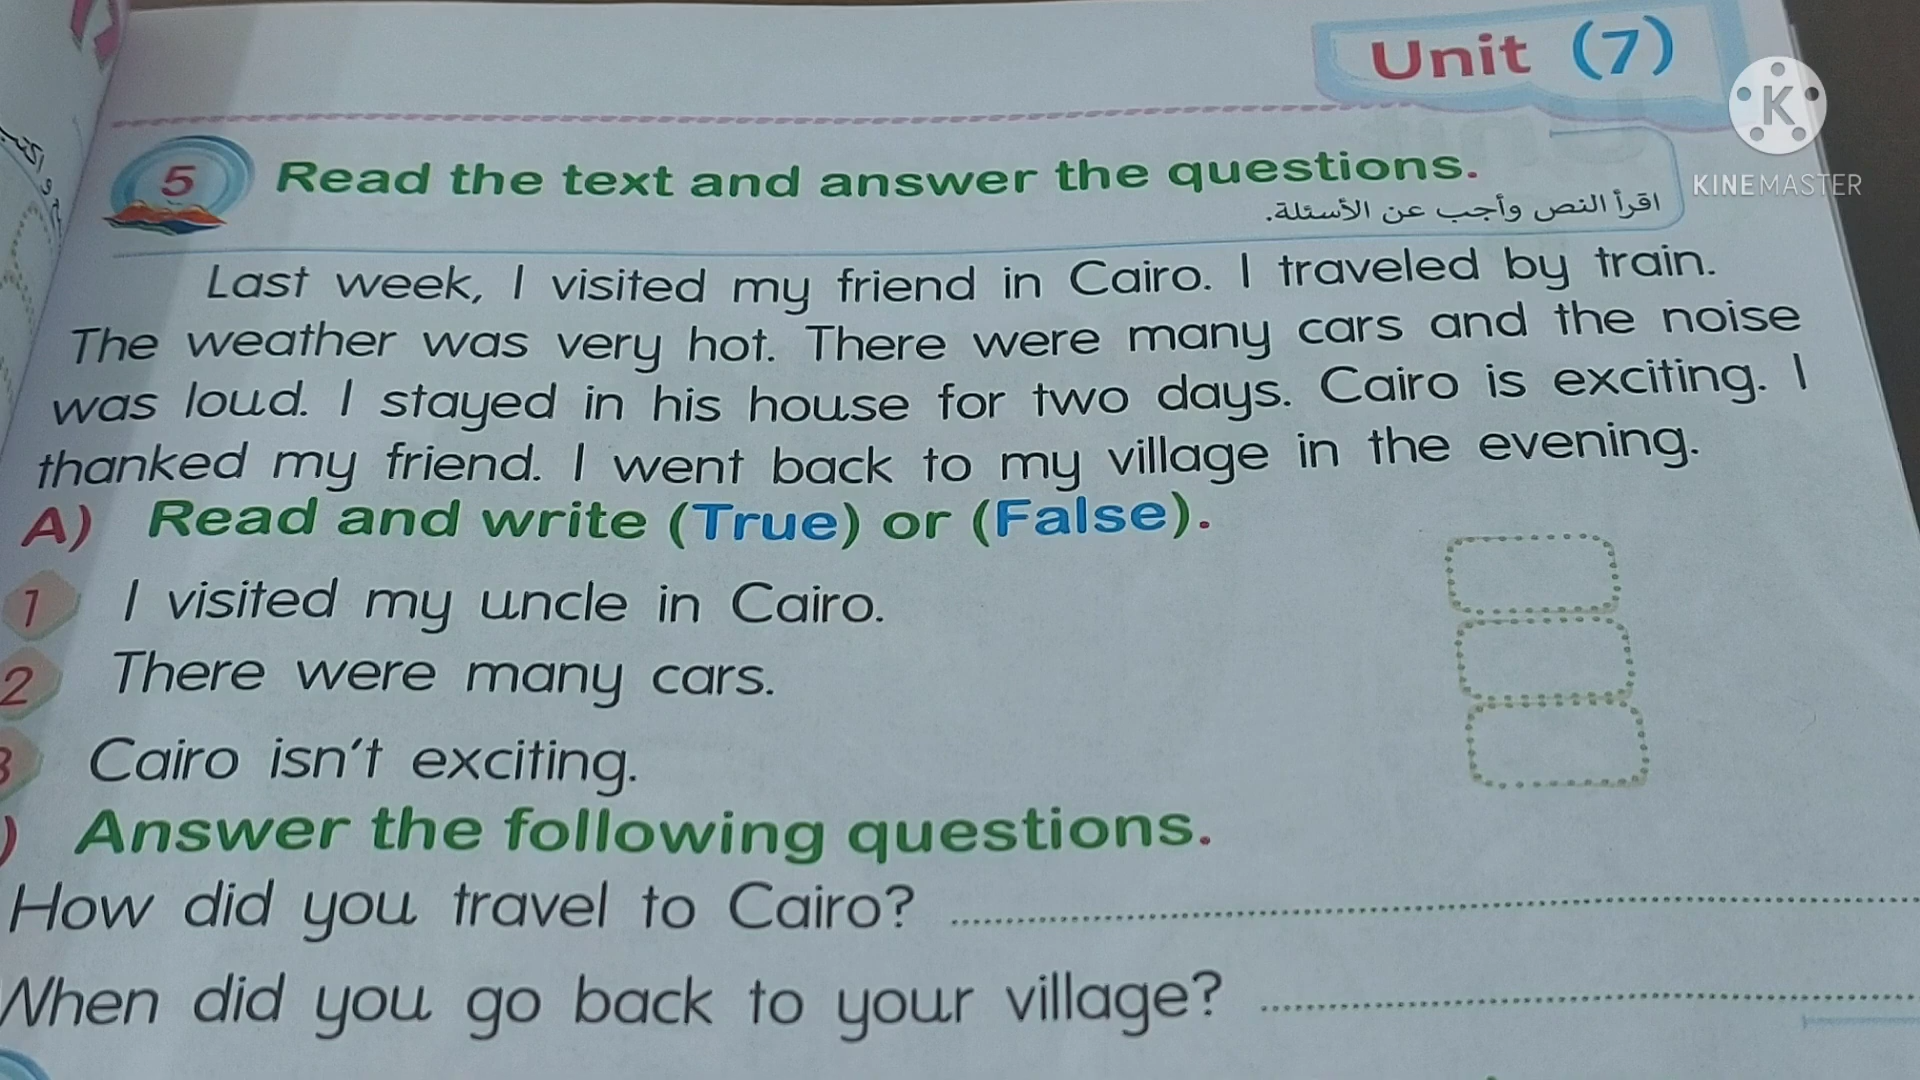 Unit (7)
K
KINEMASTER
5 Read the text and answer the questions.
اقرأ النص وأجب عن الأسئلة.
Last week, I visited my friend in Cairo. I traveled by train.
The weather was very hot. There were many cars and the noise
was loud. I stayed in his house for two days. Cairo is exciting. I
thanked my friend. I went back to my village in the evening.
A) Read and write (True) or (False).
1 I visited my uncle in Cairo.
2 There were many cars.
3 Cairo isn't exciting.
) Answer the following questions.
How did you travel to Cairo?
When did you go back to your village?